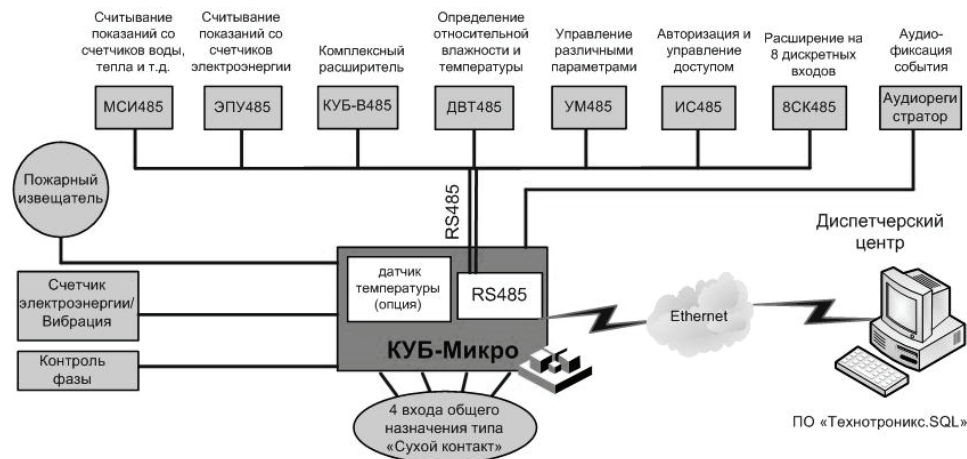 Считывание
показаний со
счетчиков воды,
тепла и т.д.
МСИ485
Считывание
показаний со
счетчиков
электроэнергии
ЭПУ485
Комплексный
расширитель
КУБ-В485
Определение
относительной
влажности и
температуры
ДВТ485
Управление
различными
параметрами
УМ485
Авторизация и
управление
доступом
ИС485
Расширение на
8 дискретных
входов
8СК485
Аудио-
фиксация
события
Аудиореги
стратор
Пожарный
извещатель
RS485
Счетчик
электроэнергии/
Вибрация
Контроль
фазы
датчик
температуры
(опция)
RS485
КУБ-Микро
4 входа общего
назначения типа
«Сухой контакт»
Ethernet
Диспетчерский
центр
ПО «Технотроникс.SQL»